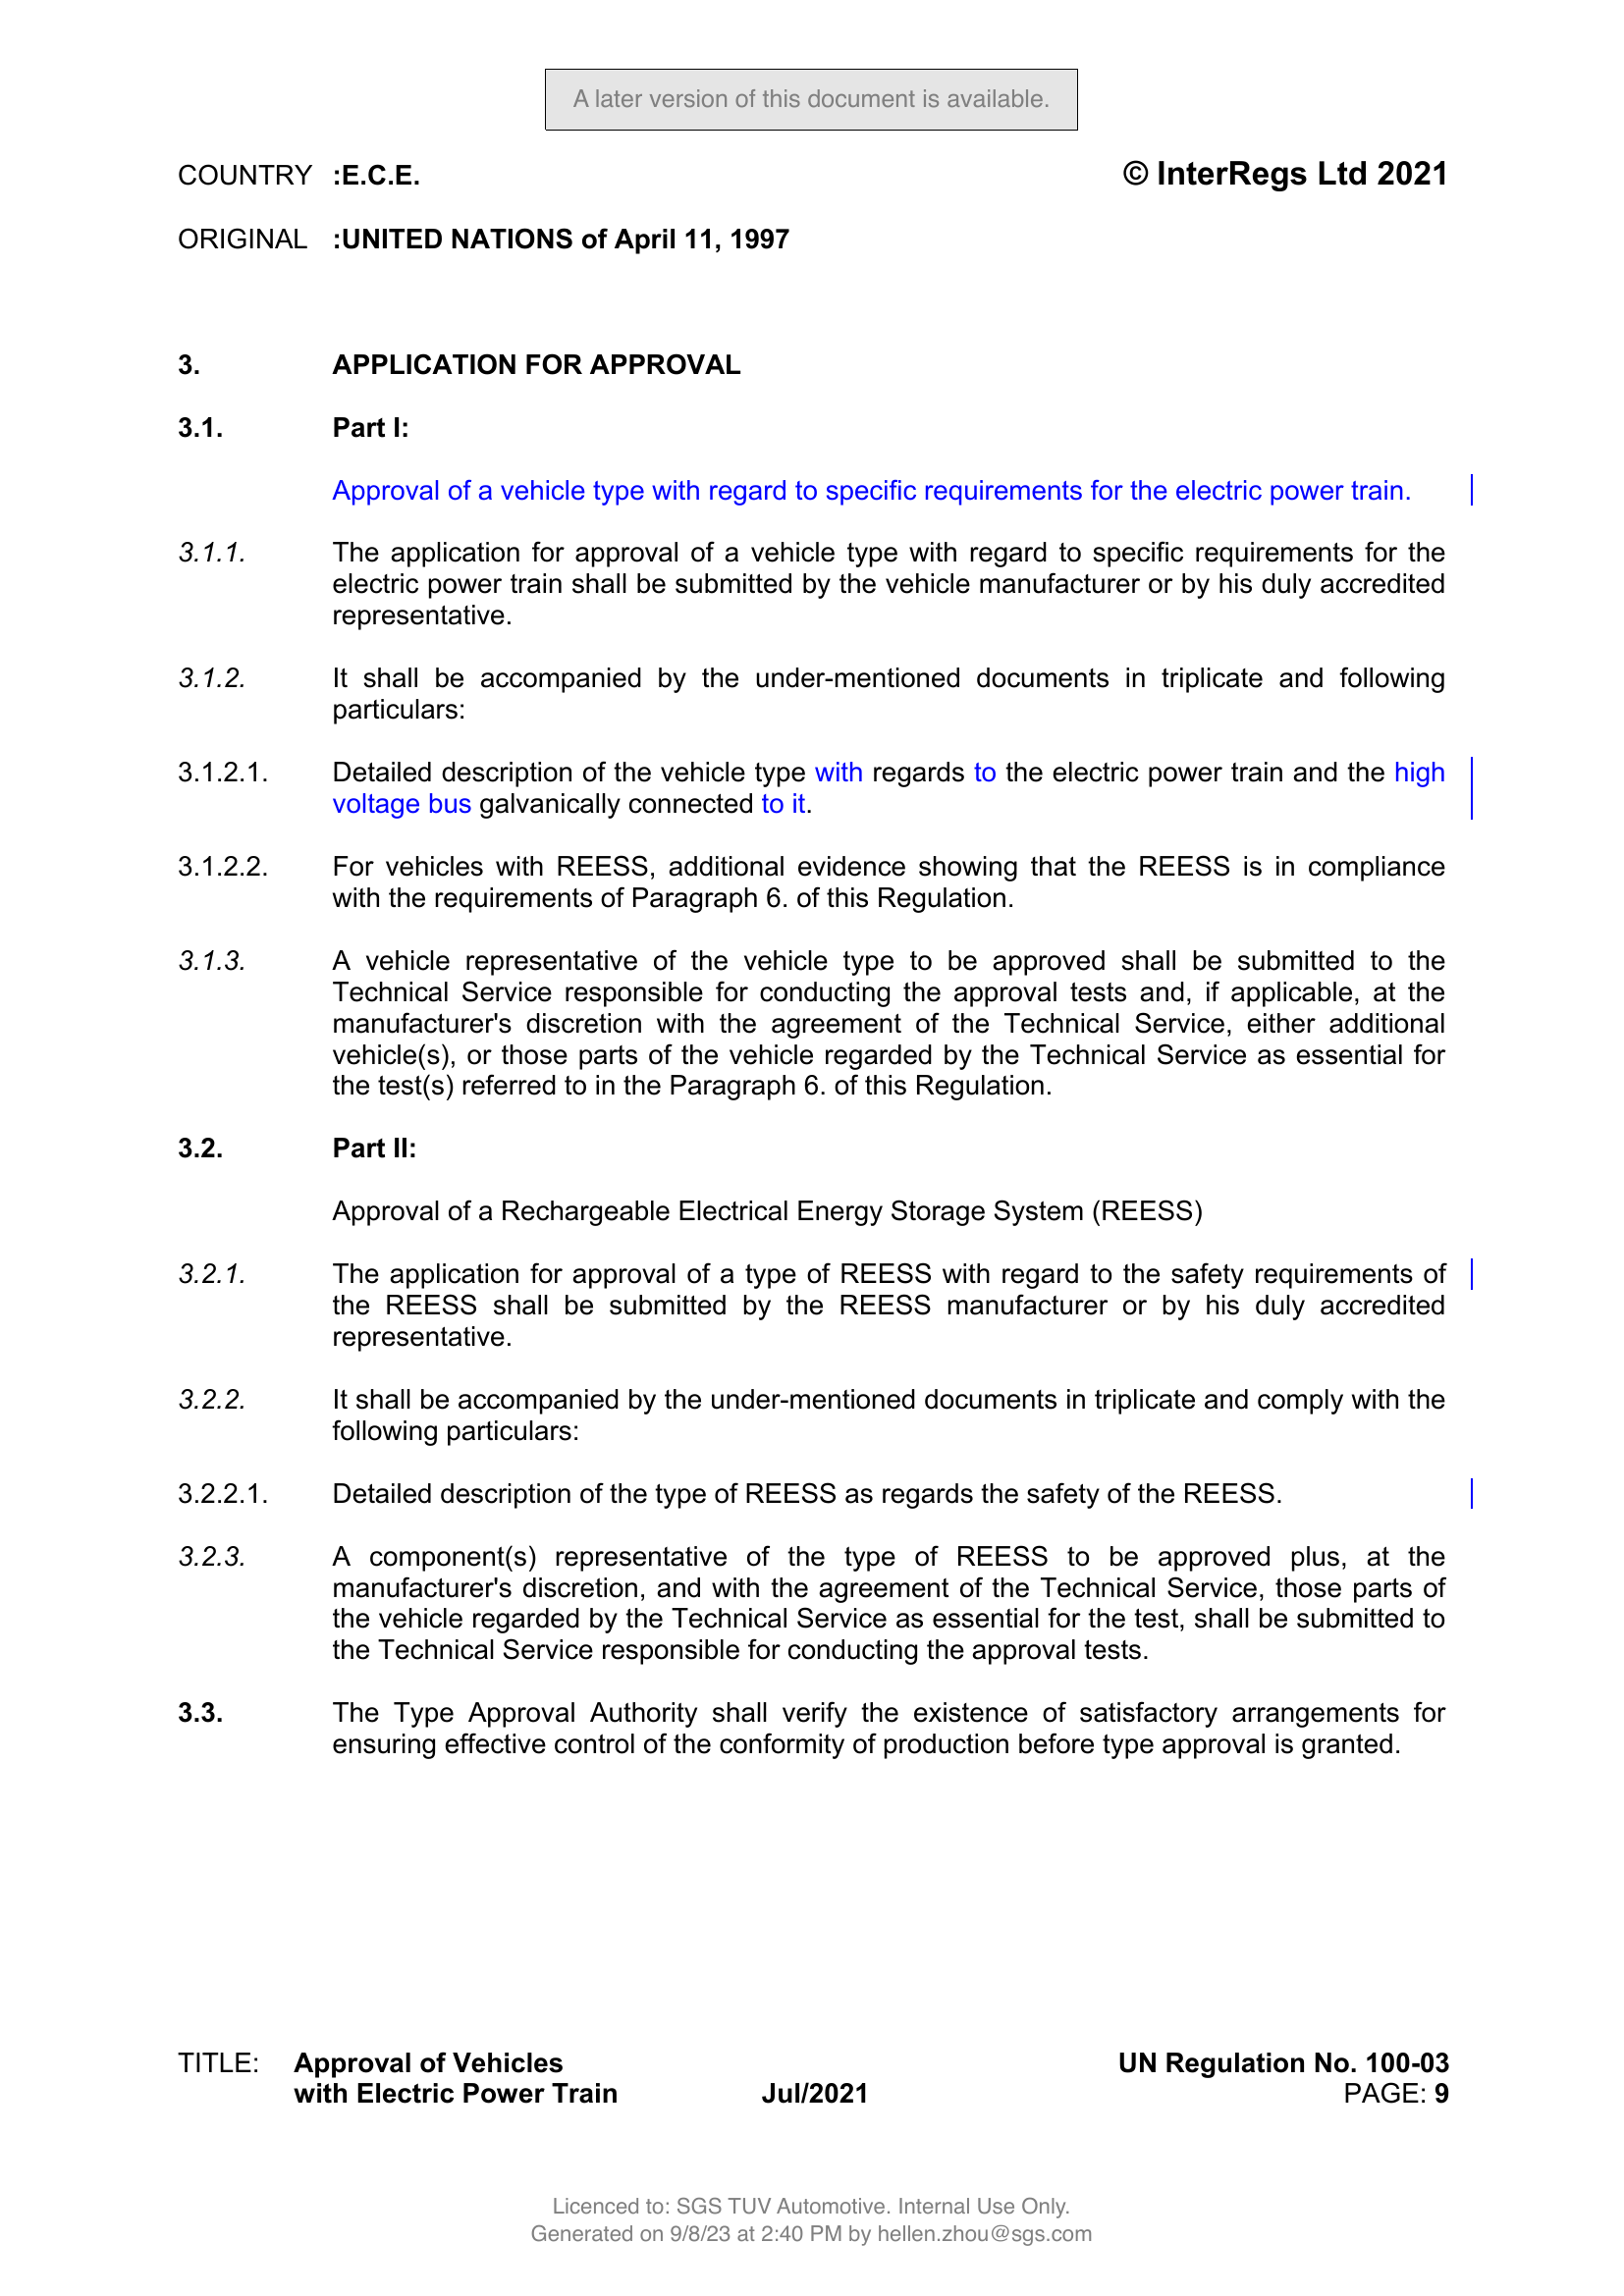 A later version of this document is available.
COUNTRY :E.C.E. © InterRegs Ltd 2021
ORIGINAL :UNITED NATIONS of April 11, 1997
3. APPLICATION FOR APPROVAL
3.1. Part I:
Approval of a vehicle type with regard to specific requirements for the electric power train.
3.1.1. The application for approval of a vehicle type with regard to specific requirements for the
electric power train shall be submitted by the vehicle manufacturer or by his duly accredited
representative.
3.1.2. It shall be accompanied by the under-mentioned documents in triplicate and following
particulars:
3.1.2.1. Detailed description of the vehicle type with regards to the electric power train and the high
voltage bus galvanically connected to it.
3.1.2.2. For vehicles with REESS, additional evidence showing that the REESS is in compliance
with the requirements of Paragraph 6. of this Regulation.
3.1.3. A vehicle representative of the vehicle type to be approved shall be submitted to the
Technical Service responsible for conducting the approval tests and, if applicable, at the
manufacturer's discretion with the agreement of the Technical Service, either additional
vehicle(s), or those parts of the vehicle regarded by the Technical Service as essential for
the test(s) referred to in the Paragraph 6. of this Regulation.
3.2. Part II:
Approval of a Rechargeable Electrical Energy Storage System (REESS)
3.2.1. The application for approval of a type of REESS with regard to the safety requirements of
the REESS shall be submitted by the REESS manufacturer or by his duly accredited
representative.
3.2.2. It shall be accompanied by the under-mentioned documents in triplicate and comply with the
following particulars:
3.2.2.1. Detailed description of the type of REESS as regards the safety of the REESS.
3.2.3. A component(s) representative of the type of REESS to be approved plus, at the
manufacturer's discretion, and with the agreement of the Technical Service, those parts of
the vehicle regarded by the Technical Service as essential for the test, shall be submitted to
the Technical Service responsible for conducting the approval tests.
3.3. The Type Approval Authority shall verify the existence of satisfactory arrangements for
ensuring effective control of the conformity of production before type approval is granted.
TITLE: Approval of Vehicles UN Regulation No. 100-03
with Electric Power Train Jul/2021 PAGE: 9
Licenced to: SGS TUV Automotive. Internal Use Only.
Generated on 9/8/23 at 2:40 PM by hellen.zhou@sgs.com